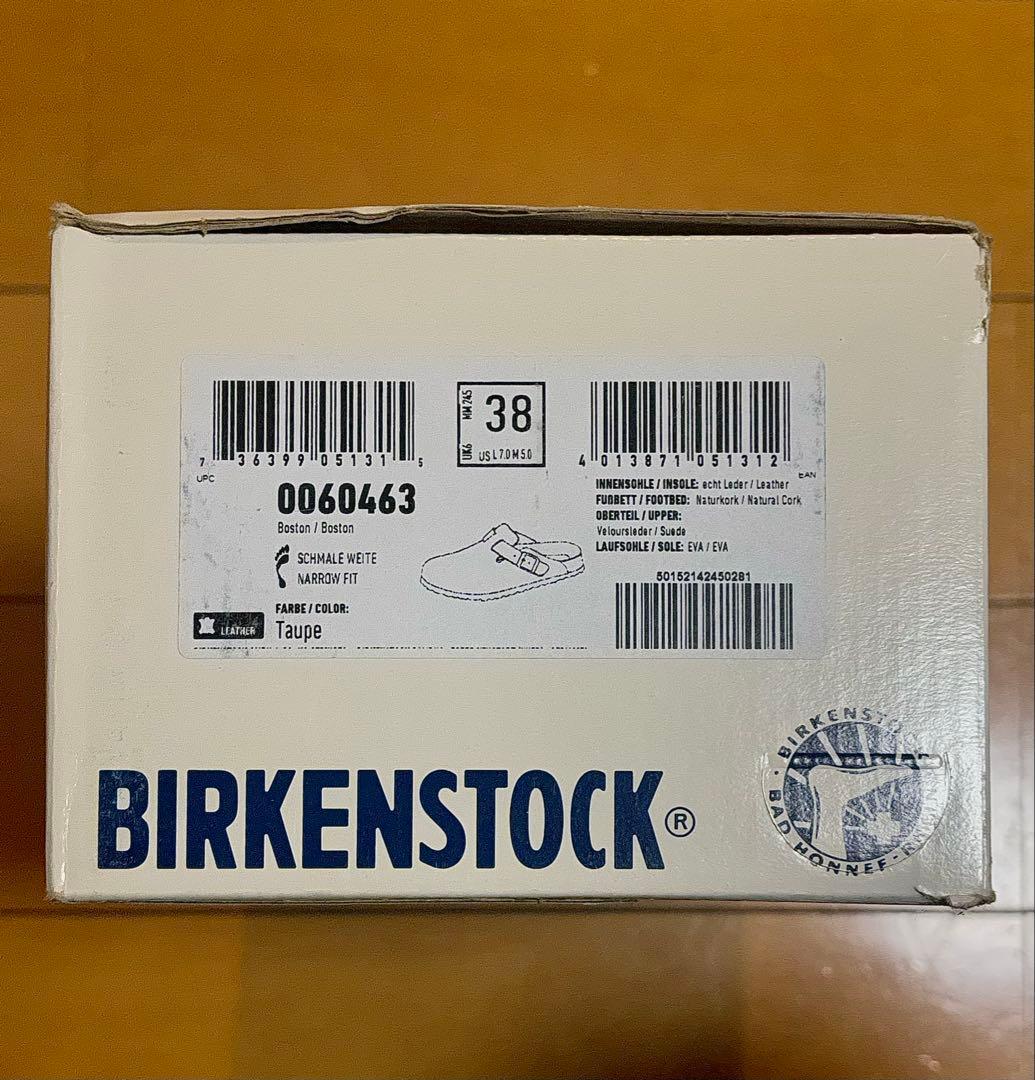 7 36399 05131 5
UPC
MM 245
38
UK6
US L 7.0 M 5.0
4 013871 051312
EAN
0060463
Boston / Boston
SCHMALE WEITE
NARROW FIT
FARBE / COLOR:
Taupe
LEATHER
INNENSOHLE / INSOLE: echt Leder / Leather
FUßBETT / FOOTBED: Naturkork / Natural Cork
OBERTEIL / UPPER:
Veloursleder / Suede
LAUFSOHLE / SOLE: EVA / EVA
50152142450281
BIRKENSTOCK®
BAD HONNEF